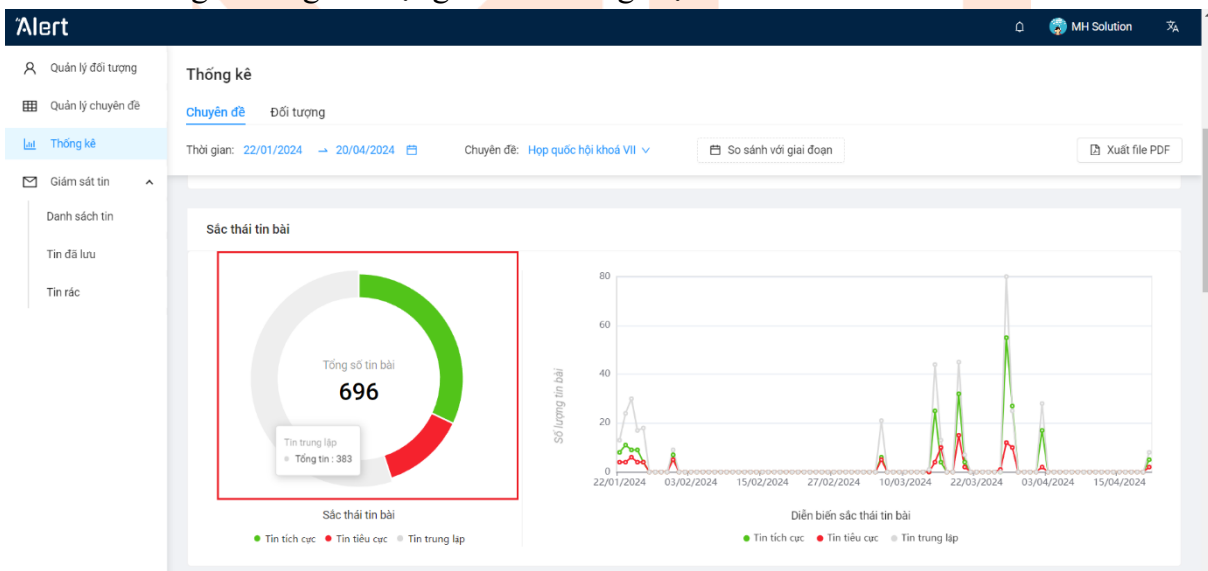 Alert
MH Solution
Quản lý đối tượng
Quản lý chuyên đề
Thống kê
Giám sát tin
Danh sách tin
Tin đã lưu
Tin rác
Thống kê
Chuyên đề Đối tượng
Thời gian: 22/01/2024 → 20/04/2024 Chuyên đề: Họp quốc hội khoá VII So sánh với giai đoạn Xuất file PDF
Sắc thái tin bài
Tổng số tin bài
696
Tin trung lập
Tổng tin : 383
Sắc thái tin bài
Tin tích cực Tin tiêu cực Tin trung lập
Số lượng tin bài
80
60
40
20
0
22/01/2024 03/02/2024 15/02/2024 27/02/2024 10/03/2024 22/03/2024 03/04/2024 15/04/2024
Diễn biến sắc thái tin bài
Tin tích cực Tin tiêu cực Tin trung lập